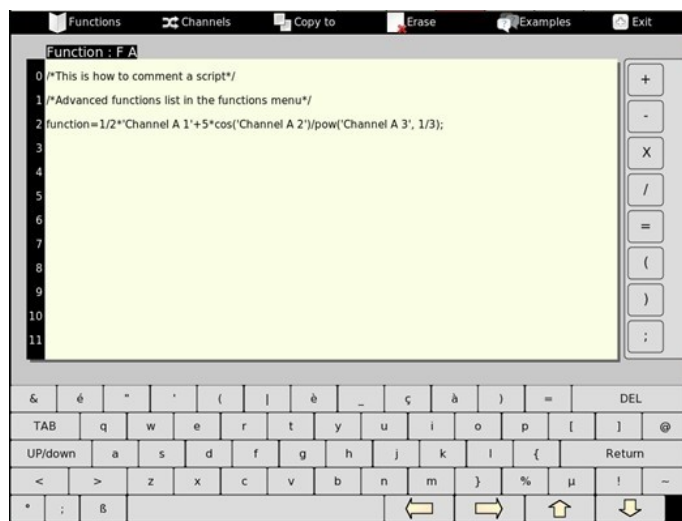 Functions Channels Copy to Erase Examples Exit
Function : F A
0 /*This is how to comment a script*/
1 /*Advanced functions list in the functions menu*/
2 function=1/2*'Channel A 1'+5*cos('Channel A 2')/pow('Channel A 3', 1/3);
3
4
5
6
7
8
9
10
11
+
-
X
/
=
(
)
;
& é " ' ( | è _ ç à ) = DEL
TAB q w e r t y u i o p [ ] @
UP/down a s d f g h j k l { Return
< > z x c v b n m } % µ ! ~
° ; ß